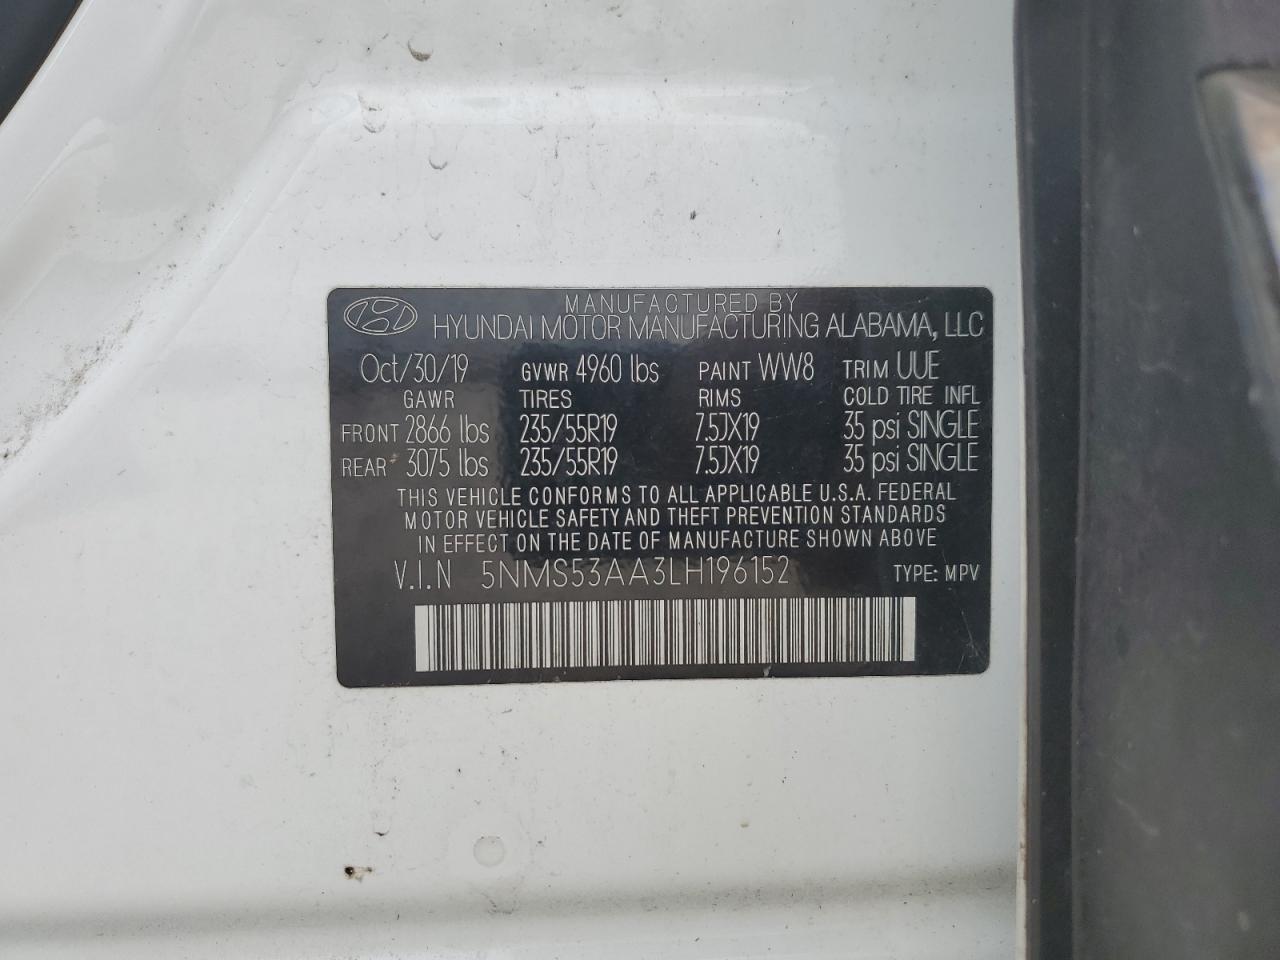 MANUFACTURED BY
HYUNDAI MOTOR MANUFACTURING ALABAMA, LLC
Oct/30/19 GVWR 4960 lbs PAINT WW8 TRIM UUE
GAWR TIRES RIMS COLD TIRE INFL
FRONT 2866 lbs 235/55R19 7.5JX19 35 psi SINGLE
REAR 3075 lbs 235/55R19 7.5JX19 35 psi SINGLE
THIS VEHICLE CONFORMS TO ALL APPLICABLE U.S.A. FEDERAL
MOTOR VEHICLE SAFETY AND THEFT PREVENTION STANDARDS
IN EFFECT ON THE DATE OF MANUFACTURE SHOWN ABOVE
V.I.N 5NMS53AA3LH196152 TYPE: MPV